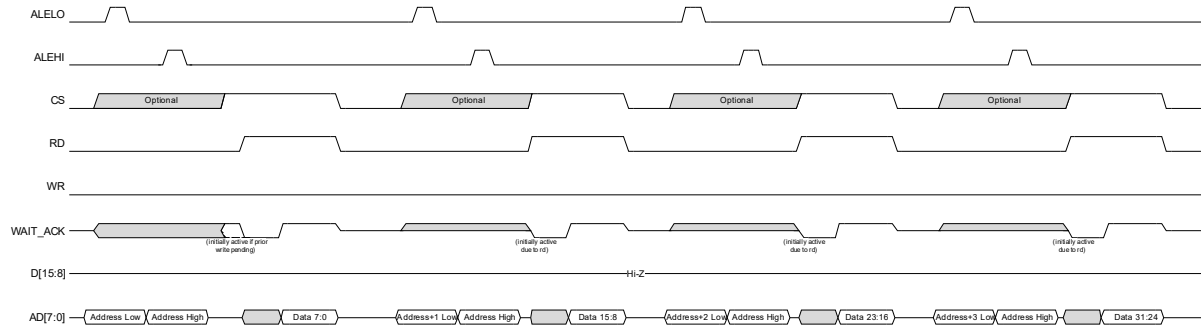 ALELO
ALEHI
CS Optional Optional Optional Optional
RD
WR
WAIT_ACK
(initially active if prior (initially active (initially active (initially active
write pending) due to rd) due to rd) due to rd)
D[15:8] Hi-Z
AD[7:0] Address Low Address High Data 7:0 Address+1 Low Address High Data 15:8 Address+2 Low Address High Data 23:16 Address+3 Low Address High Data 31:24